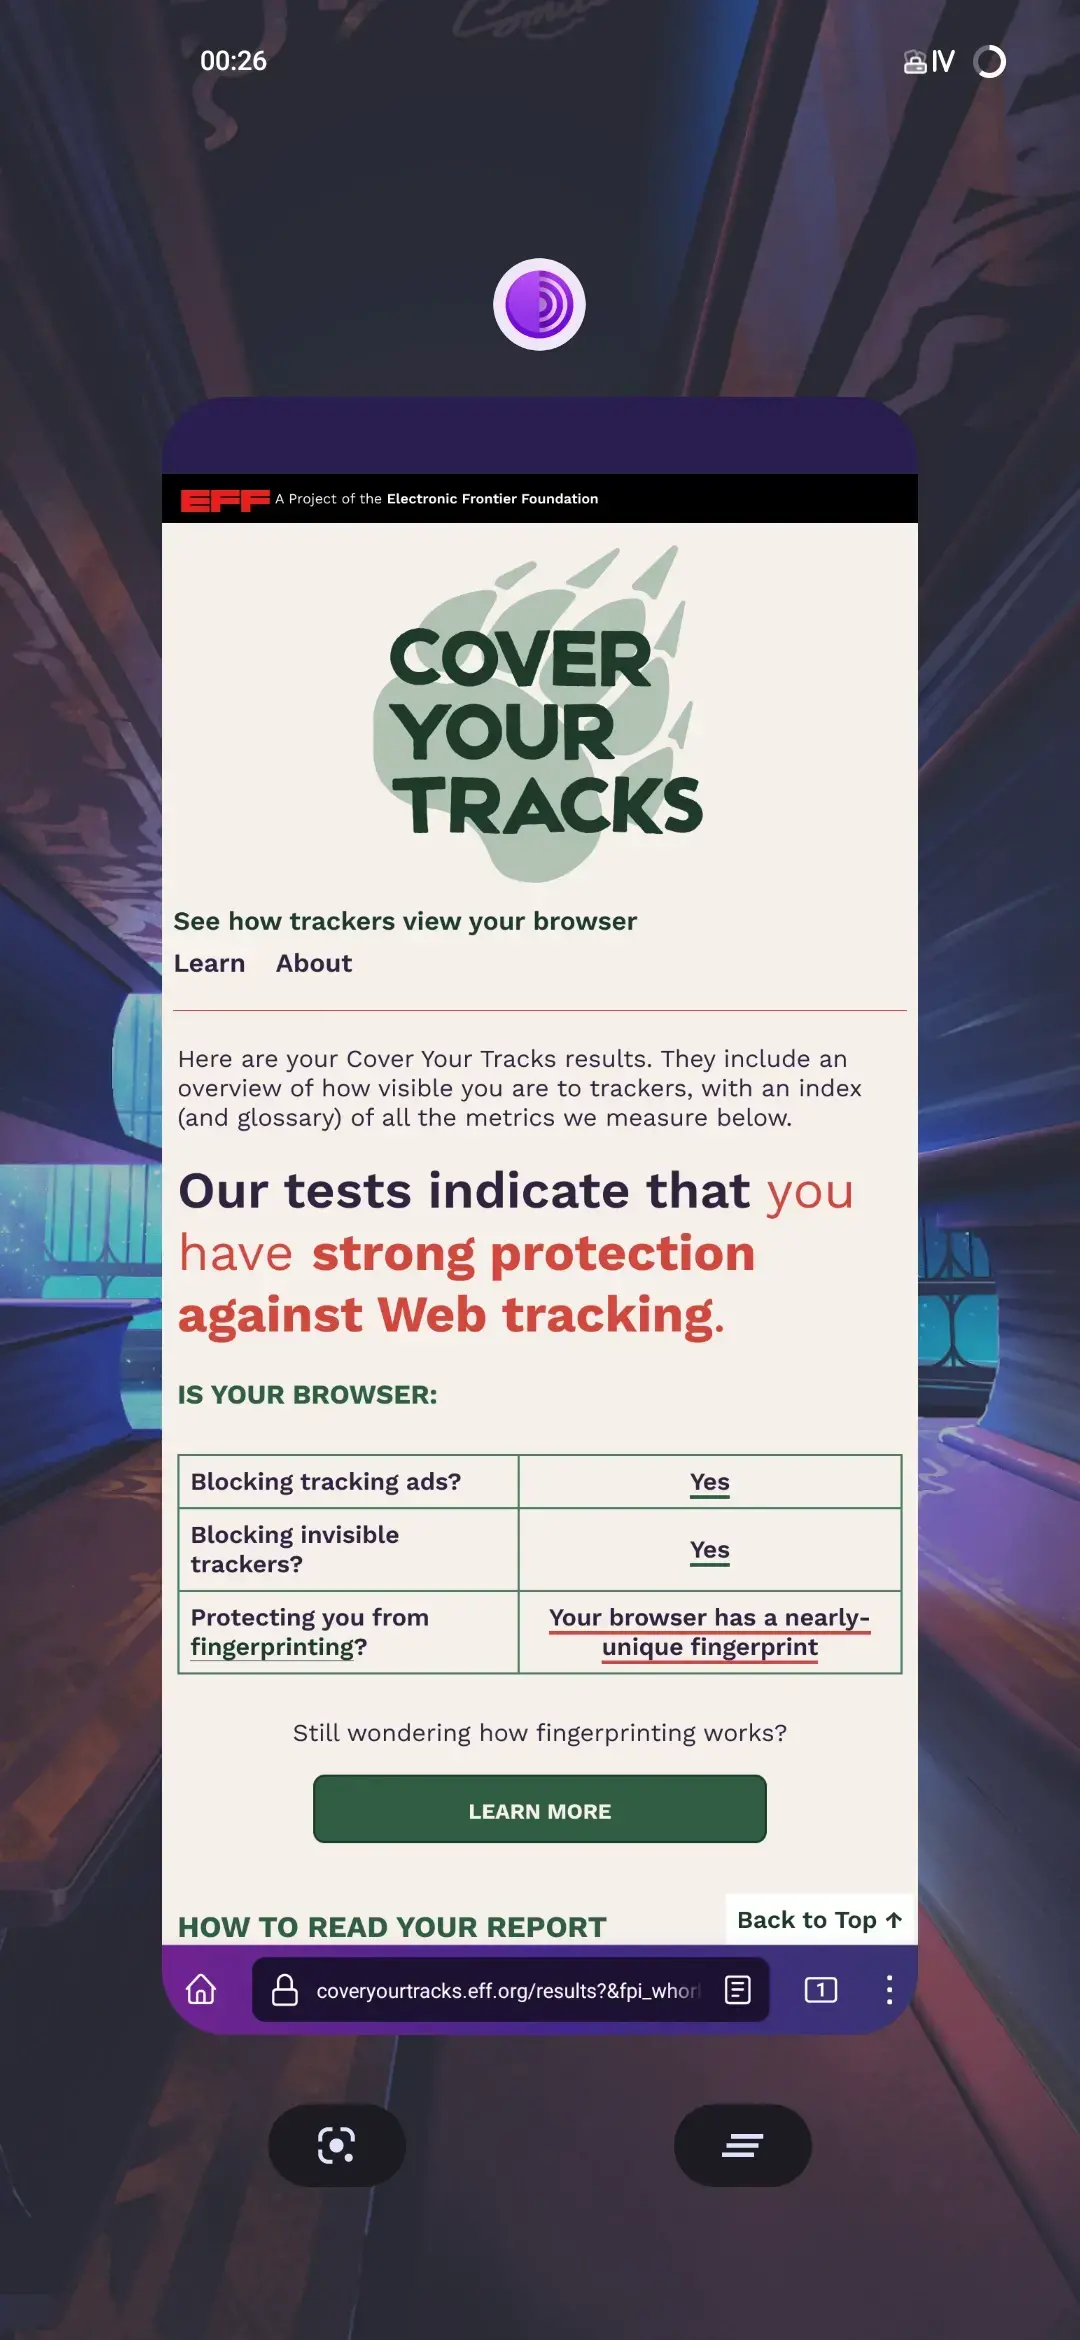 00:26
IV
EFF A Project of the Electronic Frontier Foundation
COVER
YOUR
TRACKS
See how trackers view your browser
Learn About
Here are your Cover Your Tracks results. They include an
overview of how visible you are to trackers, with an index
(and glossary) of all the metrics we measure below.
Our tests indicate that you
have strong protection
against Web tracking.
IS YOUR BROWSER:
Blocking tracking ads? Yes
Blocking invisible
trackers?
Yes
Protecting you from
fingerprinting?
Your browser has a nearly-
unique fingerprint
Still wondering how fingerprinting works?
LEARN MORE
HOW TO READ YOUR REPORT
Back to Top ↑
coveryourtracks.eff.org/results?&fpi_whorl
1